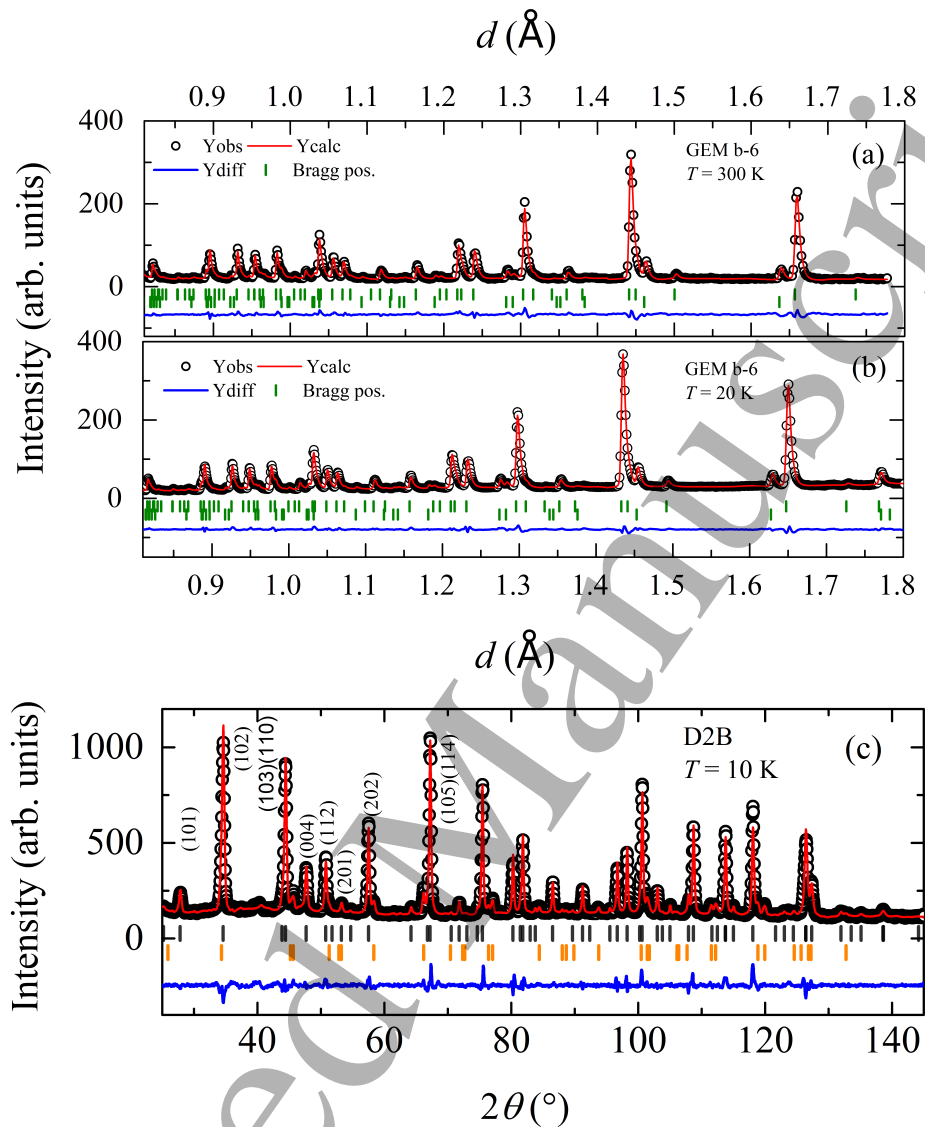 d (Å)
0.9 1.0 1.1 1.2 1.3 1.4 1.5 1.6 1.7 1.8
Intensity (arb. units)
400
200
0
Yobs Ycalc
Ydiff Bragg pos.
GEM b-6
T = 300 K
(a)
400
200
0
Yobs Ycalc
Ydiff Bragg pos.
GEM b-6
T = 20 K
(b)
0.9 1.0 1.1 1.2 1.3 1.4 1.5 1.6 1.7 1.8
d (Å)
Intensity (arb. units)
1000
500
0
(101)
(102)
(103)(110)
(004)
(112)
(201)
(202)
(105)(114)
D2B
T = 10 K
(c)
40 60 80 100 120 140
2θ (°)
ed Manuscri